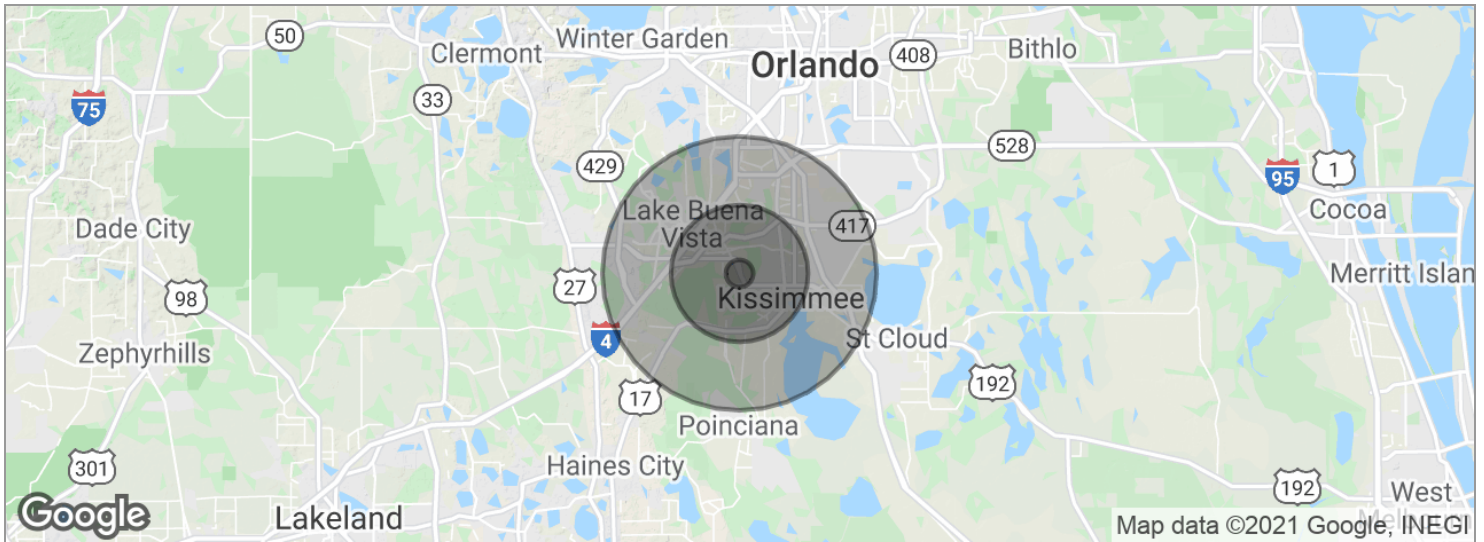 50
Clermont
Winter Garden
Orlando
408
Bithlo
75
33
528
429
95
1
Lake Buena
Vista
417
Cocoa
Dade City
Merritt Islan
27
98
Kissimmee
4
St Cloud
Zephyrhills
192
17
Poinciana
301
Haines City
192
West
Google
Lakeland
Map data ©2021 Google, INEGI